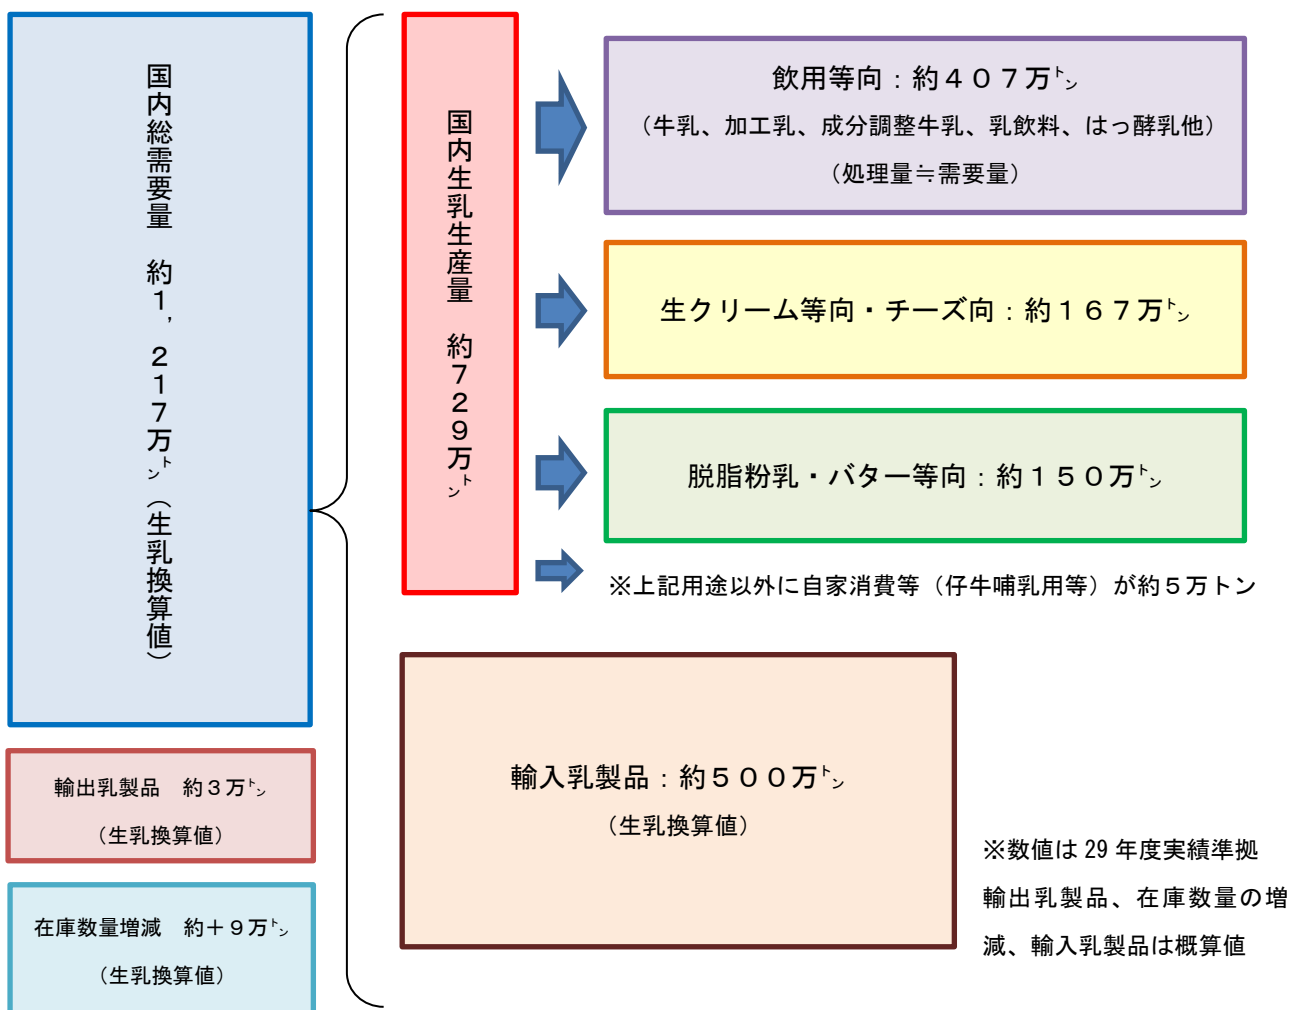 国内総需要量　約１，２１７万㌧（生乳換算値）
輸出乳製品　約３万㌧
（生乳換算値）
在庫数量増減　約＋９万㌧
（生乳換算値）
国内生乳生産量　約７２９万㌧
飲用等向：約４０７万㌧
（牛乳、加工乳、成分調整牛乳、乳飲料、はっ酵乳他）
（処理量≒需要量）
生クリーム等向・チーズ向：約１６７万㌧
脱脂粉乳・バター等向：約１５０万㌧
※上記用途以外に自家消費等（仔牛哺乳用等）が約５万トン
輸入乳製品：約５００万㌧
（生乳換算値）
※数値は 29 年度実績準拠
輸出乳製品、在庫数量の増
減、輸入乳製品は概算値